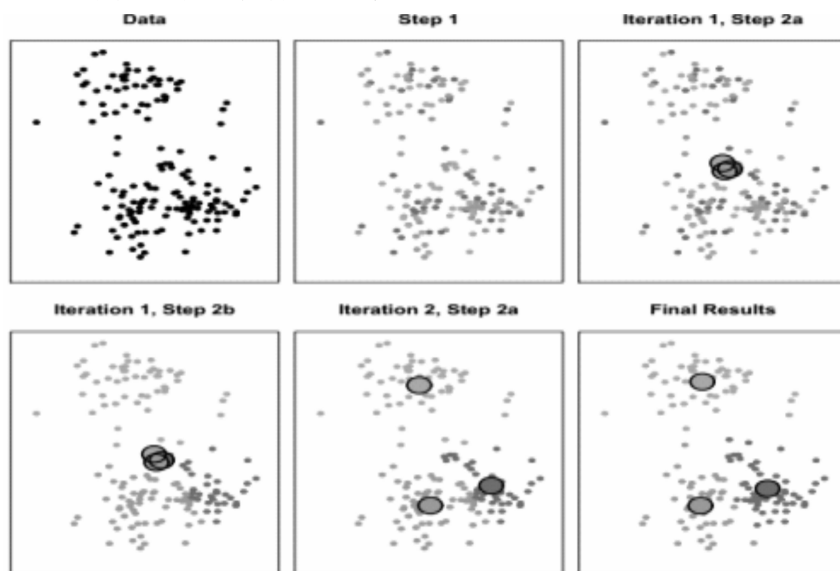 Data
Step 1
Iteration 1, Step 2a
Iteration 1, Step 2b
Iteration 2, Step 2a
Final Results